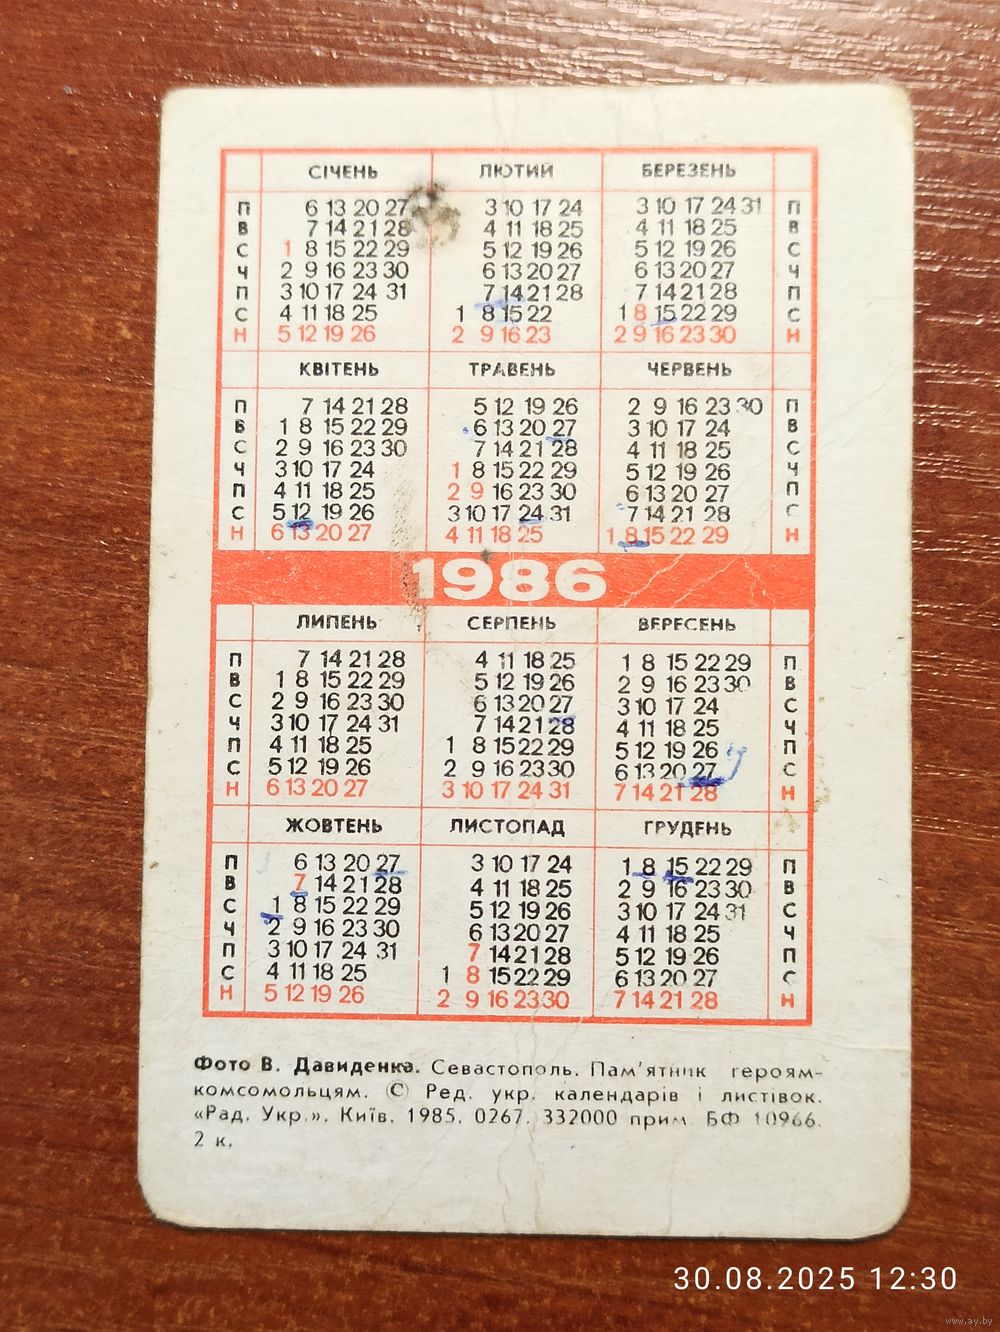 СІЧЕНЬ ЛЮТИЙ БЕРЕЗЕНЬ
П 6 13 20 27 3 10 17 24 3 10 17 24 31 П
В 7 14 21 28 4 11 18 25 4 11 18 25 В
С 1 8 15 22 29 5 12 19 26 5 12 19 26 С
Ч 2 9 16 23 30 6 13 20 27 6 13 20 27 Ч
П 3 10 17 24 31 7 14 21 28 7 14 21 28 П
С 4 11 18 25 1 8 15 22 1 8 15 22 29 С
Н 5 12 19 26 2 9 16 23 2 9 16 23 30 Н
КВІТЕНЬ ТРАВЕНЬ ЧЕРВЕНЬ
П 7 14 21 28 5 12 19 26 2 9 16 23 30 П
В 1 8 15 22 29 6 13 20 27 3 10 17 24 В
С 2 9 16 23 30 7 14 21 28 4 11 18 25 С
Ч 3 10 17 24 1 8 15 22 29 5 12 19 26 Ч
П 4 11 18 25 2 9 16 23 30 6 13 20 27 П
С 5 12 19 26 3 10 17 24 31 7 14 21 28 С
Н 6 13 20 27 4 11 18 25 1 8 15 22 29 Н
1986
ЛИПЕНЬ СЕРПЕНЬ ВЕРЕСЕНЬ
П 7 14 21 28 4 11 18 25 1 8 15 22 29 П
В 1 8 15 22 29 5 12 19 26 2 9 16 23 30 В
С 2 9 16 23 30 6 13 20 27 3 10 17 24 С
Ч 3 10 17 24 31 7 14 21 28 4 11 18 25 Ч
П 4 11 18 25 1 8 15 22 29 5 12 19 26 П
С 5 12 19 26 2 9 16 23 30 6 13 20 27 С
Н 6 13 20 27 3 10 17 24 31 7 14 21 28 Н
ЖОВТЕНЬ ЛИСТОПАД ГРУДЕНЬ
П 6 13 20 27 3 10 17 24 1 8 15 22 29 П
В 7 14 21 28 4 11 18 25 2 9 16 23 30 В
С 1 8 15 22 29 5 12 19 26 3 10 17 24 31 С
Ч 2 9 16 23 30 6 13 20 27 4 11 18 25 Ч
П 3 10 17 24 31 7 14 21 28 5 12 19 26 П
С 4 11 18 25 1 8 15 22 29 6 13 20 27 С
Н 5 12 19 26 2 9 16 23 30 7 14 21 28 Н
Фото В. Давиденка. Севастополь. Пам'ятник героям-
комсомольцям. © Ред. укр. календарів і листівок.
«Рад. Укр.». Київ. 1985. 0267. 332000 прим. БФ 10966.
2 к.
30.08.2025 12:30
www.ay.by